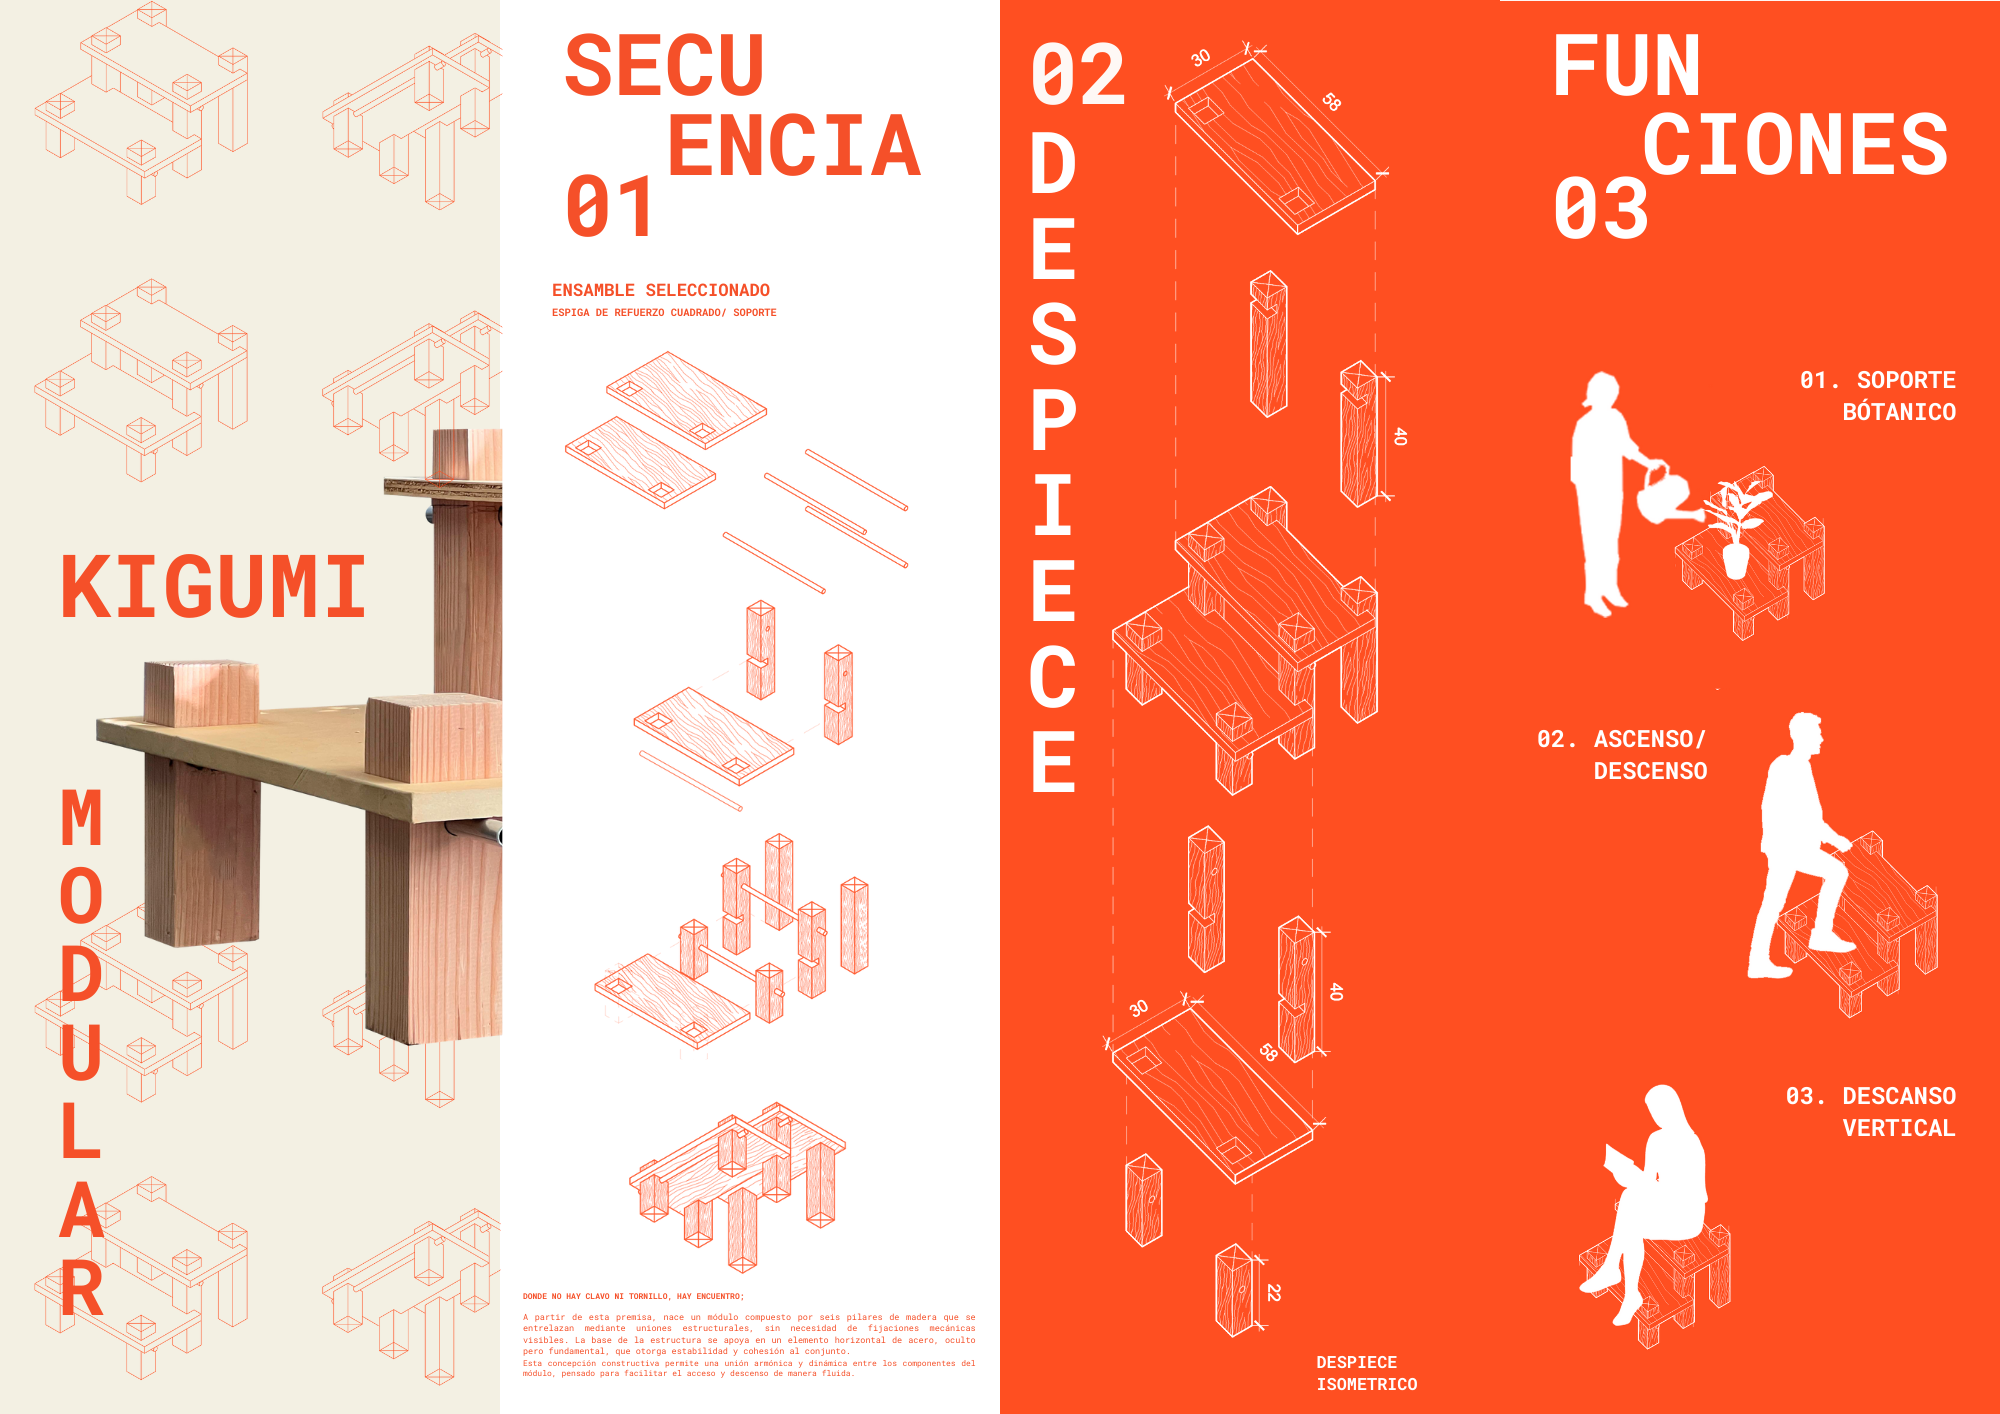 KIGUMI
MODULAR
SECU
ENCIA
01
ENSAMBLE SELECCIONADO
ESPIGA DE REFUERZO CUADRADO/ SOPORTE
DONDE NO HAY CLAVO NI TORNILLO, HAY ENCUENTRO;
A partir de esta premisa, nace un módulo compuesto por seis pilares de madera que se
entrelazan mediante uniones estructurales, sin necesidad de fijaciones mecánicas
visibles. La base de la estructura se apoya en un elemento horizontal de acero, oculto
pero fundamental, que otorga estabilidad y cohesión al conjunto.
Esta concepción constructiva permite una unión armónica y dinámica entre los componentes del
módulo, pensado para facilitar el acceso y descenso de manera fluida.
02
DESPIECE
30
58
40
40
30
58
22
DESPIECE
ISOMETRICO
FUN
CIONES
03
01. SOPORTE
BÓTANICO
02. ASCENSO/
DESCENSO
03. DESCANSO
VERTICAL